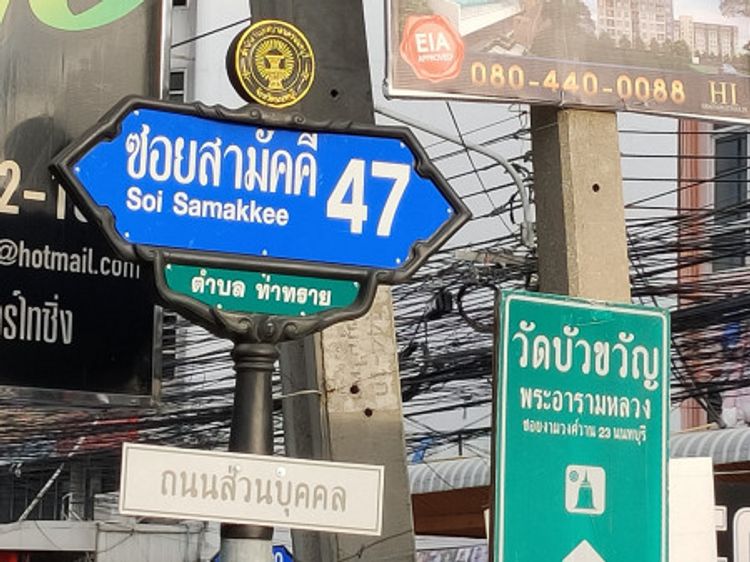 ซอยสามัคคี 47
Soi Samakkee
ตำบล ท่าทราย
ถนนส่วนบุคคล
วัดบัวขวัญ
พระอารามหลวง
ซอยงามวงศ์วาน 23 นนทบุรี
EIA
APPROVED
080-440-0088
HI
@hotmail.com